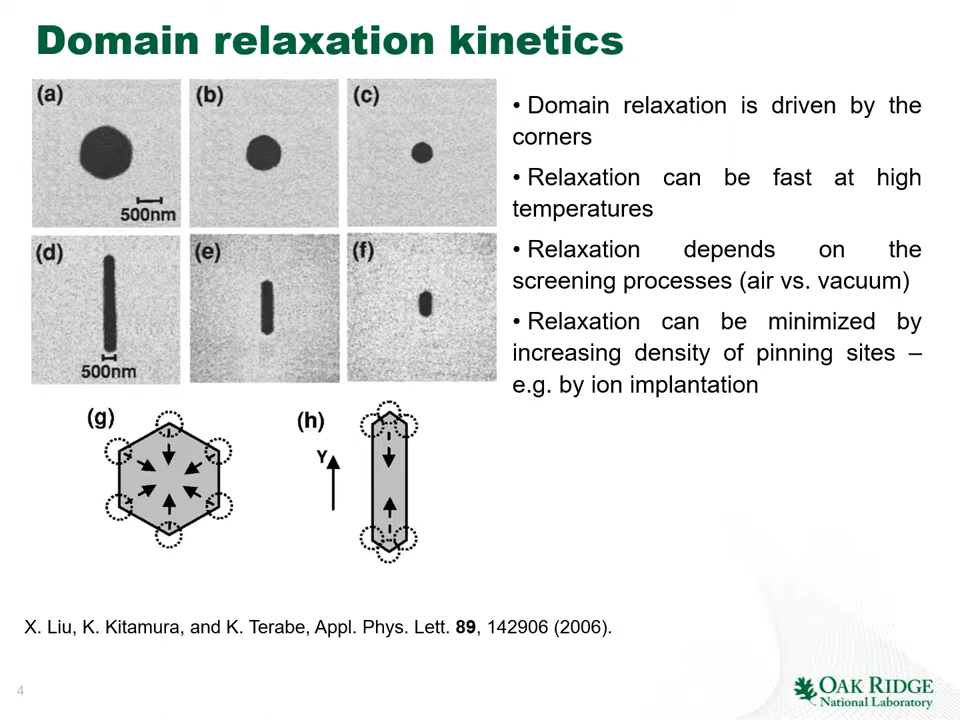 Domain relaxation kinetics
(a)
(b)
(c)
500nm
(d)
(e)
(f)
500nm
(g)
(h)
Y
• Domain relaxation is driven by the
corners
• Relaxation can be fast at high
temperatures
• Relaxation depends on the
screening processes (air vs. vacuum)
• Relaxation can be minimized by
increasing density of pinning sites –
e.g. by ion implantation
X. Liu, K. Kitamura, and K. Terabe, Appl. Phys. Lett. 89, 142906 (2006).
4
OAK RIDGE
National Laboratory